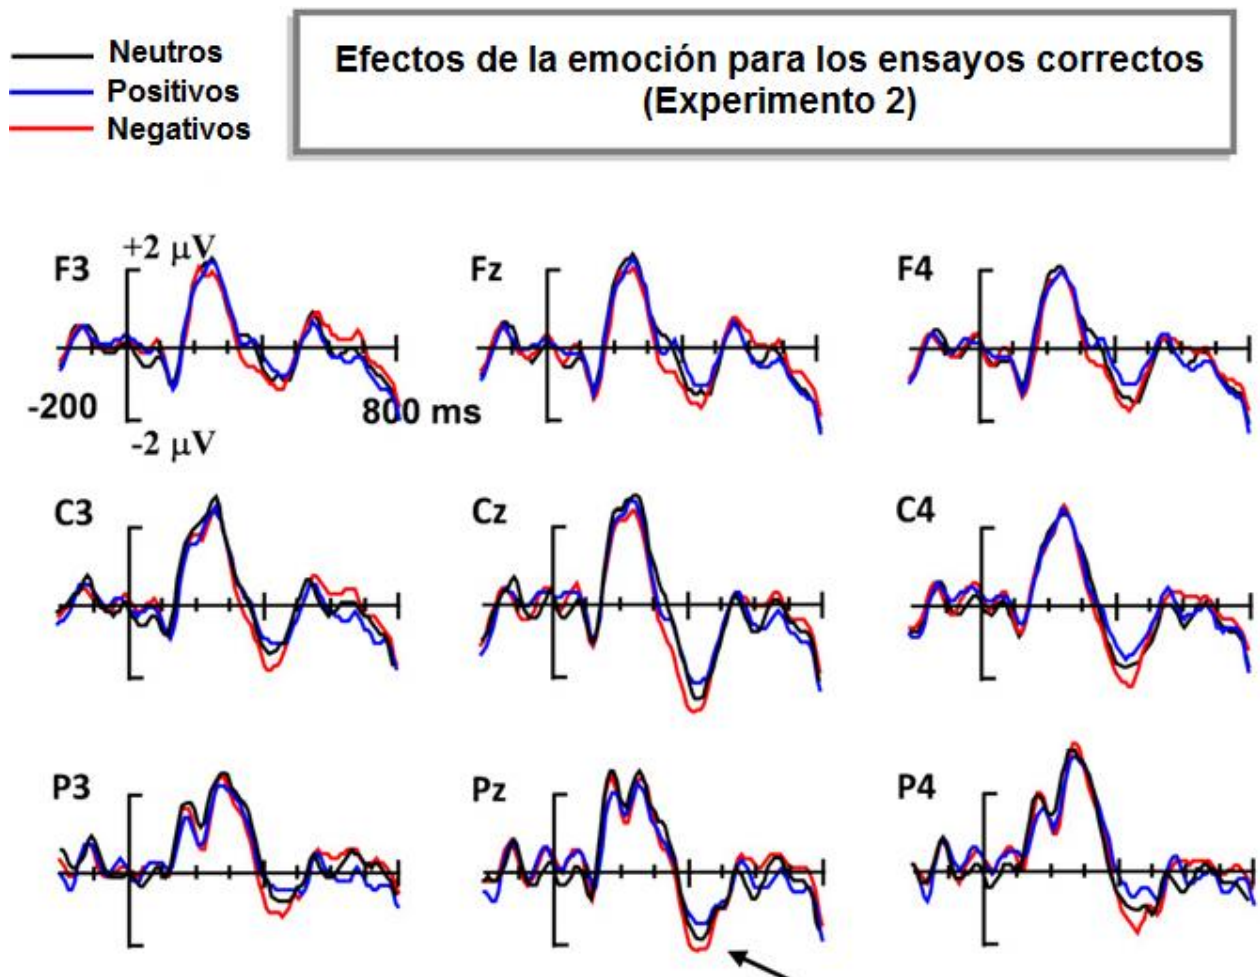 Neutros
Positivos
Negativos
Efectos de la emoción para los ensayos correctos
(Experimento 2)
F3
+2 μV
Fz
F4
-200
800 ms
-2 μV
C3
Cz
C4
P3
Pz
P4